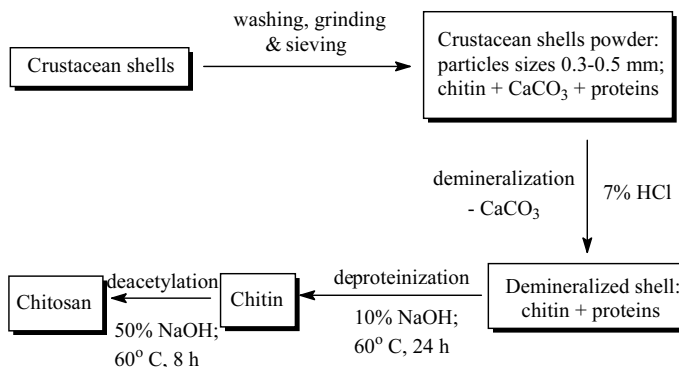 Crustacean shells
washing, grinding
& sieving
Crustacean shells powder:
particles sizes 0.3-0.5 mm;
chitin + CaCO₃ + proteins
demineralization
- CaCO₃
7% HCl
Demineralized shell:
chitin + proteins
deproteinization
10% NaOH;
60° C, 24 h
Chitin
deacetylation
50% NaOH;
60° C, 8 h
Chitosan